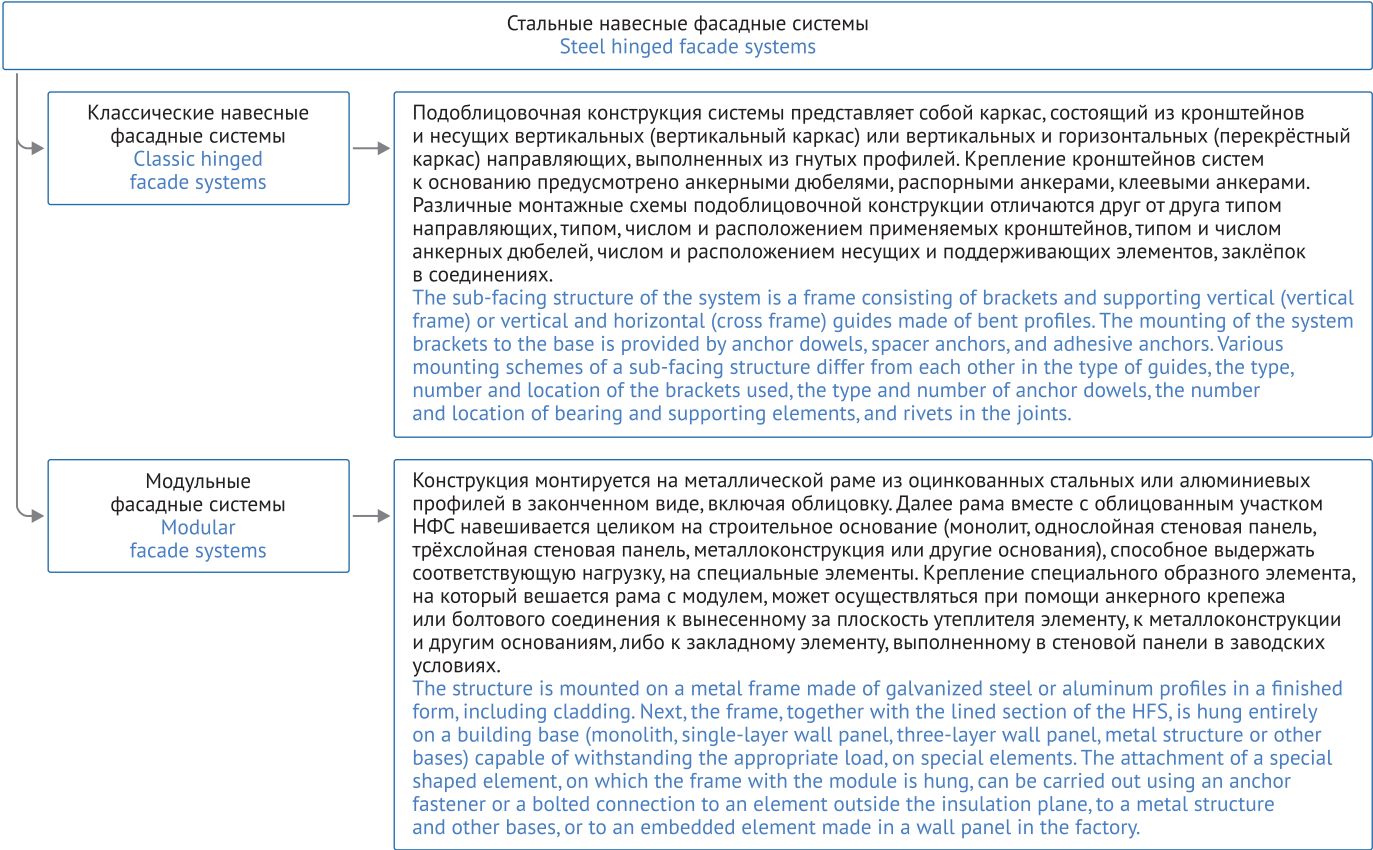 Стальные навесные фасадные системы
Steel hinged facade systems
Классические навесные
фасадные системы
Classic hinged
facade systems
Подоблицовочная конструкция системы представляет собой каркас, состоящий из кронштейнов
и несущих вертикальных (вертикальный каркас) или вертикальных и горизонтальных (перекрёстный
каркас) направляющих, выполненных из гнутых профилей. Крепление кронштейнов систем
к основанию предусмотрено анкерными дюбелями, распорными анкерами, клеевыми анкерами.
Различные монтажные схемы подоблицовочной конструкции отличаются друг от друга типом
направляющих, типом, числом и расположением применяемых кронштейнов, типом и числом
анкерных дюбелей, числом и расположением несущих и поддерживающих элементов, заклёпок
в соединениях.
The sub-facing structure of the system is a frame consisting of brackets and supporting vertical (vertical
frame) or vertical and horizontal (cross frame) guides made of bent profiles. The mounting of the system
brackets to the base is provided by anchor dowels, spacer anchors, and adhesive anchors. Various
mounting schemes of a sub-facing structure differ from each other in the type of guides, the type,
number and location of the brackets used, the type and number of anchor dowels, the number
and location of bearing and supporting elements, and rivets in the joints.
Модульные
фасадные системы
Modular
facade systems
Конструкция монтируется на металлической раме из оцинкованных стальных или алюминиевых
профилей в законченном виде, включая облицовку. Далее рама вместе с облицованным участком
НФС навешивается целиком на строительное основание (монолит, однослойная стеновая панель,
трёхслойная стеновая панель, металлоконструкция или другие основания), способное выдержать
соответствующую нагрузку, на специальные элементы. Крепление специального образного элемента,
на который вешается рама с модулем, может осуществляться при помощи анкерного крепежа
или болтового соединения к вынесенному за плоскость утеплителя элементу, к металлоконструкции
и другим основаниям, либо к закладному элементу, выполненному в стеновой панели в заводских
условиях.
The structure is mounted on a metal frame made of galvanized steel or aluminum profiles in a finished
form, including cladding. Next, the frame, together with the lined section of the HFS, is hung entirely
on a building base (monolith, single-layer wall panel, three-layer wall panel, metal structure or other
bases) capable of withstanding the appropriate load, on special elements. The attachment of a special
shaped element, on which the frame with the module is hung, can be carried out using an anchor
fastener or a bolted connection to an element outside the insulation plane, to a metal structure
and other bases, or to an embedded element made in a wall panel in the factory.